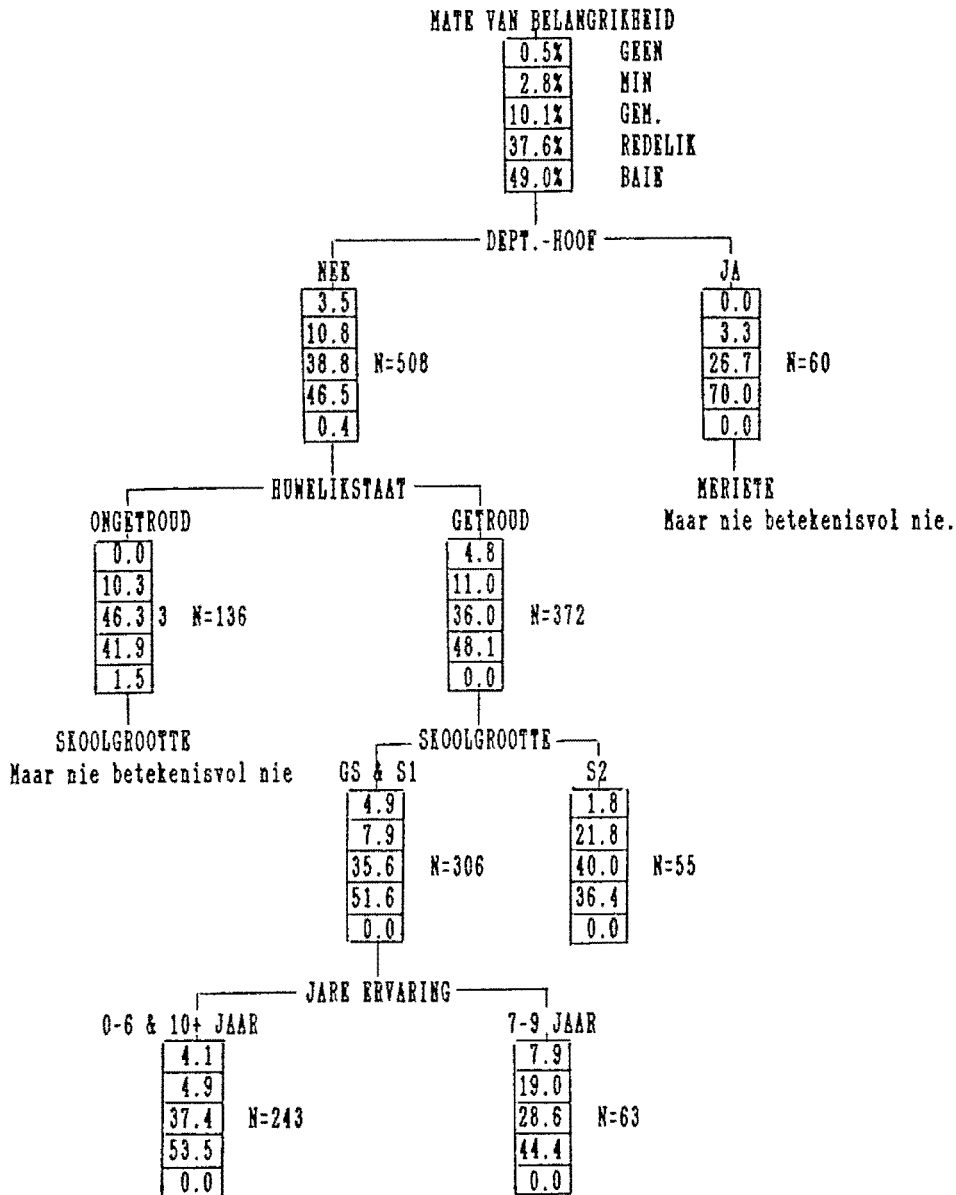 MATE VAN BELANGRIKHEID
0.5% GEEN
2.8% MIN
10.1% GEM.
37.6% REDELIK
49.0% BAIE
DEPT.-HOOF
NEE JA
3.5 0.0
10.8 3.3
38.8 N=508 26.7 N=60
46.5 70.0
0.4 0.0
HUWELIKSTAAT MERIETE
ONGETROUD GETROUD Maar nie betekenisvol nie.
0.0 4.8
10.3 11.0
46.3 3 N=136 36.0 N=372
41.9 48.1
1.5 0.0
SKOOLGROOTTE SKOOLGROOTTE
Maar nie betekenisvol nie GS & S1 S2
4.9 1.8
7.9 21.8
35.6 N=306 40.0 N=55
51.6 36.4
0.0 0.0
JARE ERVARING
0-6 & 10+ JAAR 7-9 JAAR
4.1 7.9
4.9 19.0
37.4 N=243 28.6 N=63
53.5 44.4
0.0 0.0